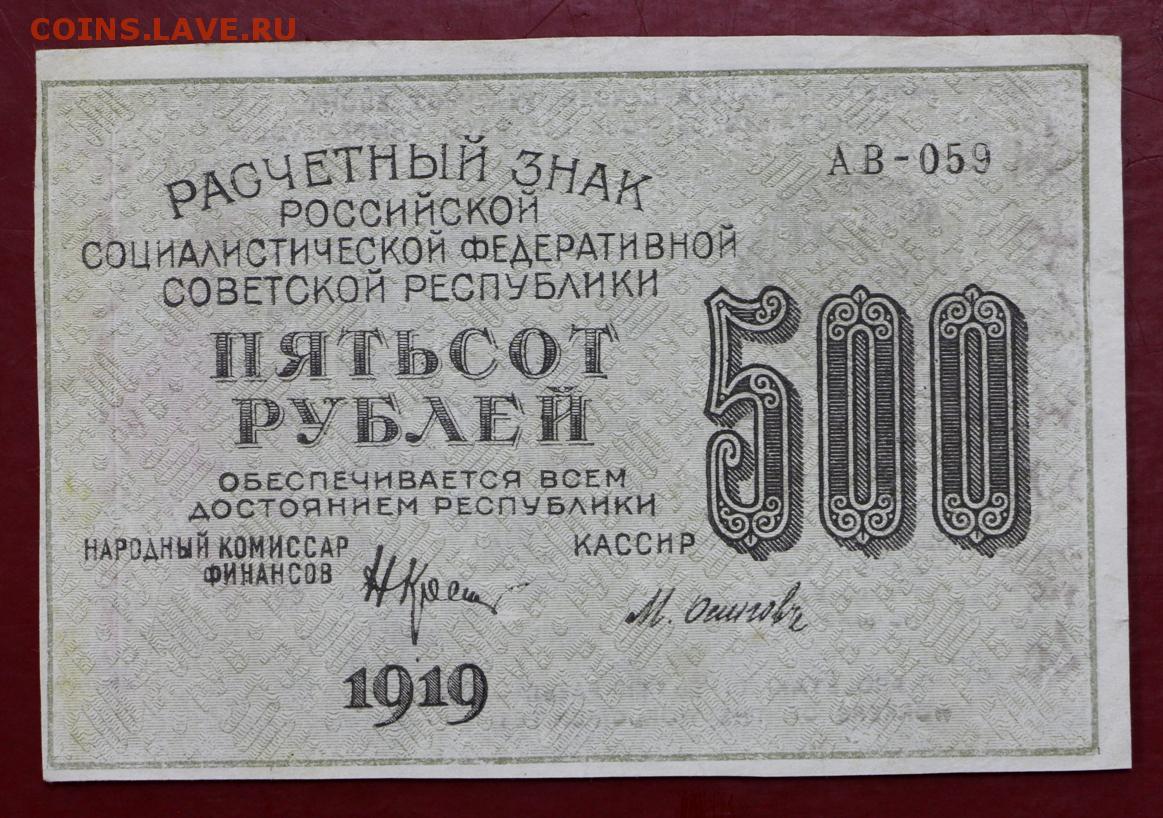 COINS.LAVE.RU
АВ-059
РАСЧЕТНЫЙ ЗНАК
РОССИЙСКОЙ
СОЦИАЛИСТИЧЕСКОЙ ФЕДЕРАТИВНОЙ
СОВЕТСКОЙ РЕСПУБЛИКИ
500
ПЯТЬСОТ
РУБЛЕЙ
ОБЕСПЕЧИВАЕТСЯ ВСЕМ
ДОСТОЯНИЕМ РЕСПУБЛИКИ
НАРОДНЫЙ КОМИССАР
ФИНАНСОВ
КАССИР
М. Осиповъ
1919